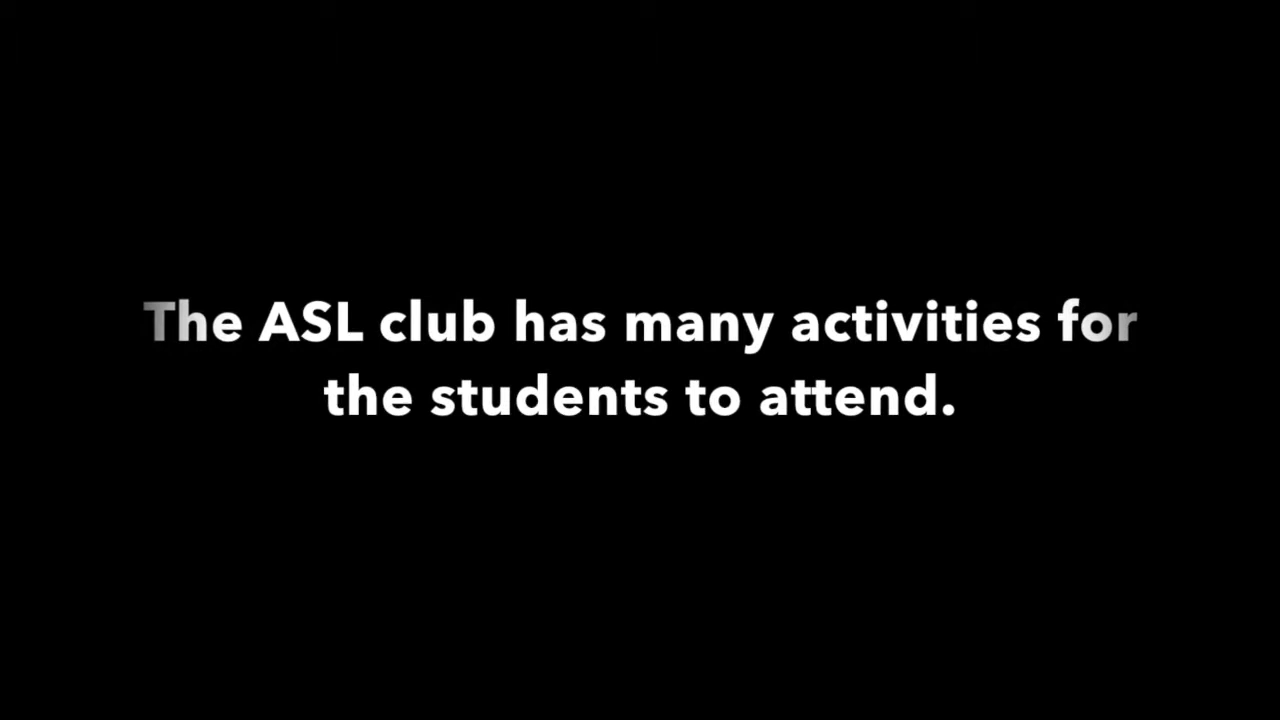 The ASL club has many activities for
the students to attend.